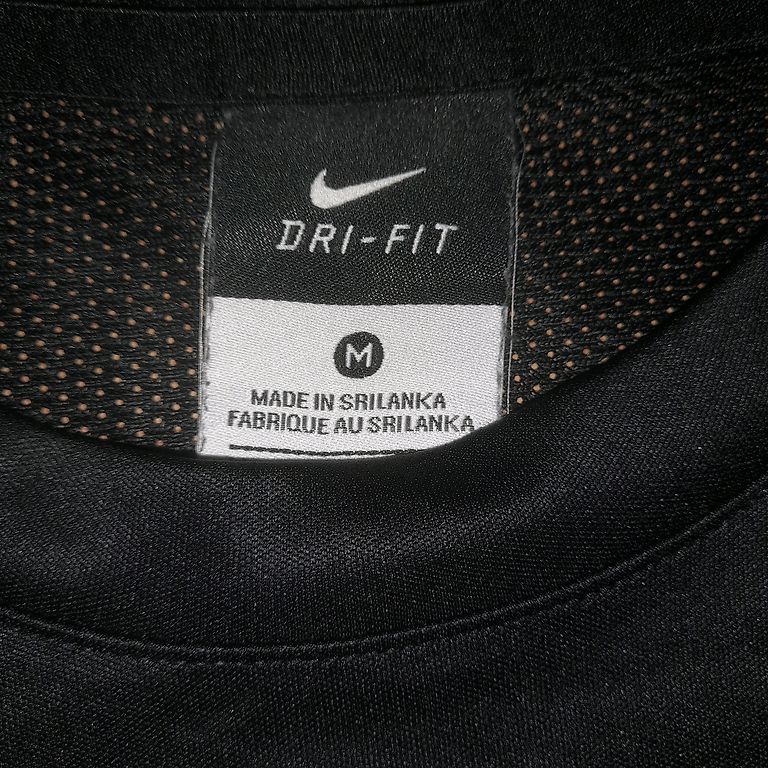 DRI-FIT
M
MADE IN SRILANKA
FABRIQUE AU SRILANKA